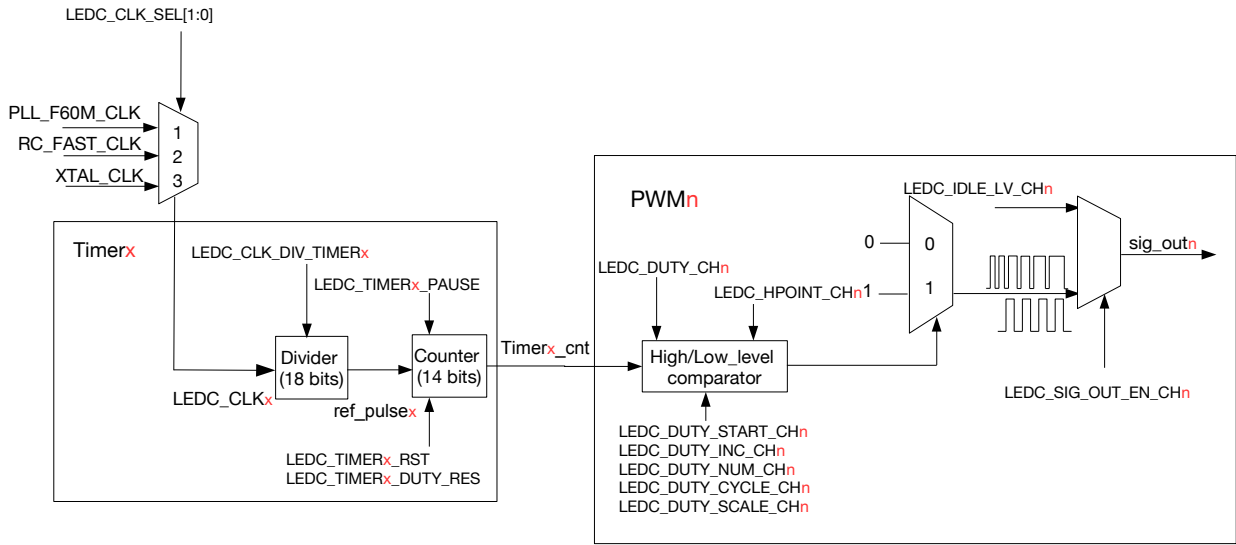 LEDC_CLK_SEL[1:0]
PLL_F60M_CLK
RC_FAST_CLK
XTAL_CLK
1
2
3
Timerx
LEDC_CLK_DIV_TIMERx
LEDC_TIMERx_PAUSE
Divider
(18 bits)
Counter
(14 bits)
LEDC_CLKx
ref_pulsex
LEDC_TIMERx_RST
LEDC_TIMERx_DUTY_RES
Timerx_cnt
PWMn
LEDC_DUTY_CHn
LEDC_HPOINT_CHn
High/Low_level
comparator
LEDC_DUTY_START_CHn
LEDC_DUTY_INC_CHn
LEDC_DUTY_NUM_CHn
LEDC_DUTY_CYCLE_CHn
LEDC_DUTY_SCALE_CHn
0
1
0
1
LEDC_IDLE_LV_CHn
sig_outn
LEDC_SIG_OUT_EN_CHn